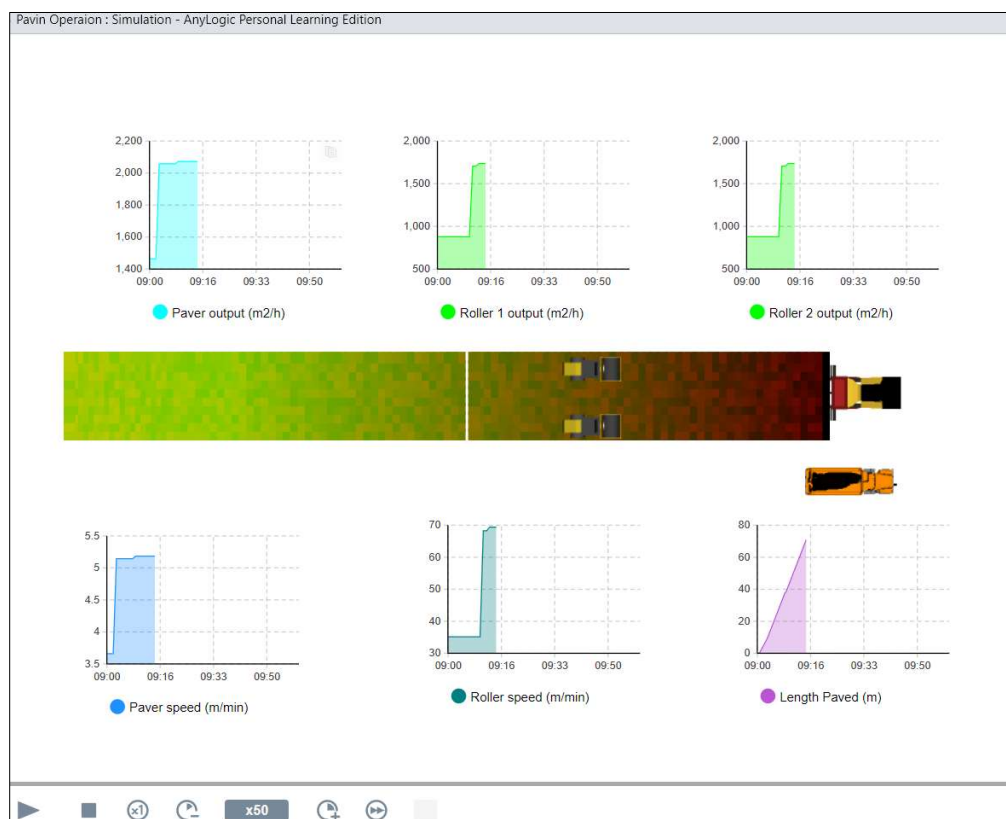 Pavin Operaion : Simulation - AnyLogic Personal Learning Edition
2,200
2,000
1,800
1,600
1,400
09:00 09:16 09:33 09:50
Paver output (m2/h)
2,000
1,500
1,000
500
09:00 09:16 09:33 09:50
Roller 1 output (m2/h)
2,000
1,500
1,000
500
09:00 09:16 09:33 09:50
Roller 2 output (m2/h)
5.5
5
4.5
4
3.5
09:00 09:16 09:33 09:50
Paver speed (m/min)
70
60
50
40
30
09:00 09:16 09:33 09:50
Roller speed (m/min)
80
60
40
20
0
09:00 09:16 09:33 09:50
Length Paved (m)
x1 x50